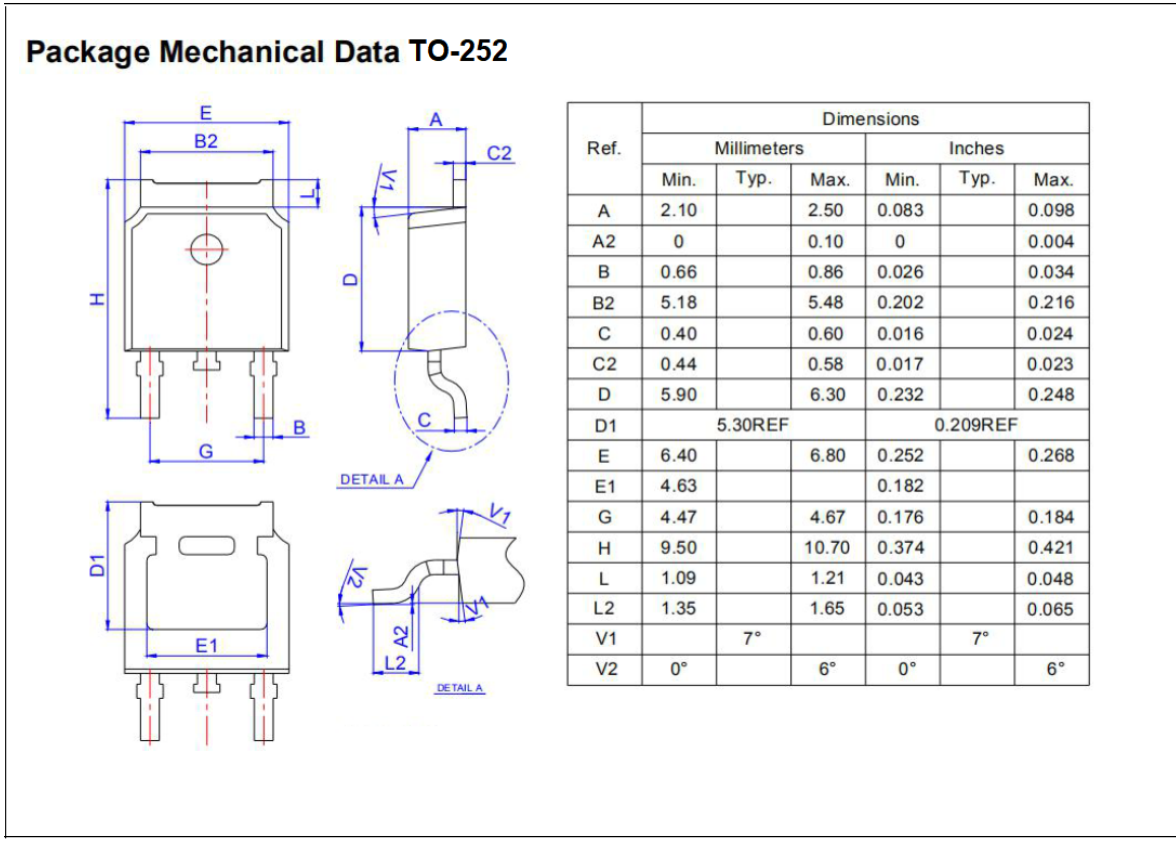 Package Mechanical Data TO-252
E
B2
L
H
B
G
A
C2
V1
D
C
DETAIL A
D1
E1
V1
V2
V1
A2
L2
DETAIL A
Ref. Dimensions
Millimeters Inches
Min. Typ. Max. Min. Typ. Max.
A 2.10 2.50 0.083 0.098
A2 0 0.10 0 0.004
B 0.66 0.86 0.026 0.034
B2 5.18 5.48 0.202 0.216
C 0.40 0.60 0.016 0.024
C2 0.44 0.58 0.017 0.023
D 5.90 6.30 0.232 0.248
D1 5.30REF 0.209REF
E 6.40 6.80 0.252 0.268
E1 4.63 0.182
G 4.47 4.67 0.176 0.184
H 9.50 10.70 0.374 0.421
L 1.09 1.21 0.043 0.048
L2 1.35 1.65 0.053 0.065
V1 7° 7°
V2 0° 6° 0° 6°